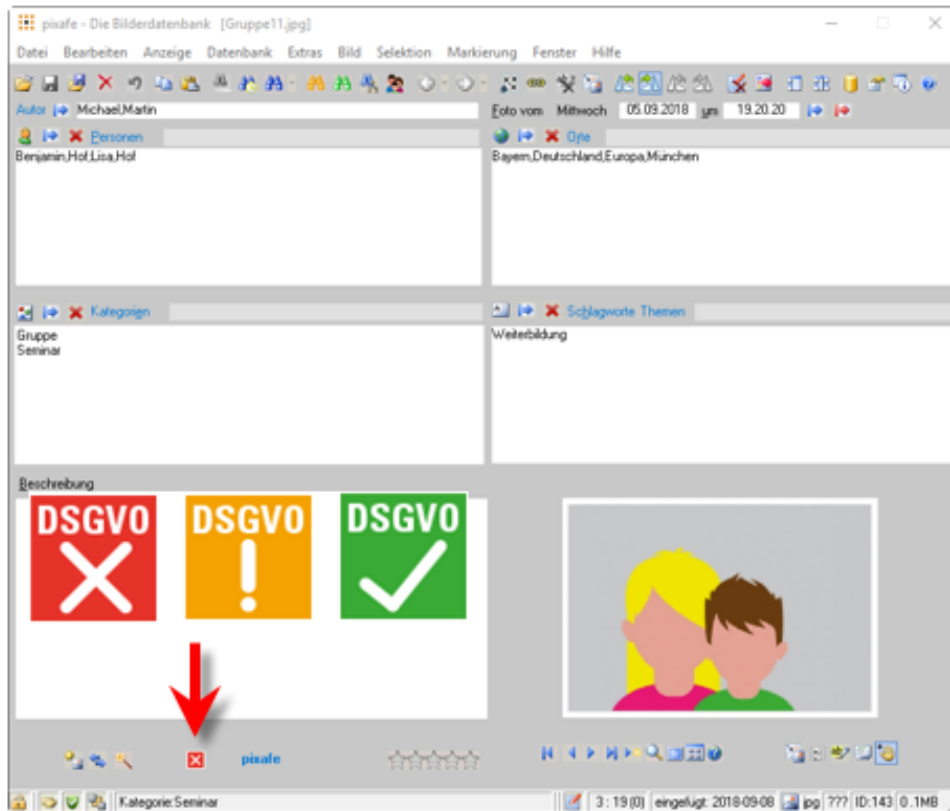 pixafe - Die Bilderdatenbank [Gruppe11.jpg]
Datei Bearbeiten Anzeige Datenbank Extras Bild Selektion Markierung Fenster Hilfe
Autor Michael,Martin
Foto vom Mittwoch 05.09.2018 um 19.20.20
Personen
Orte
Benjamin,Hof,Lisa,Hof
Bayern,Deutschland,Europa,München
Kategorien
Schlagworte Themen
Gruppe
Seminar
Weiterbildung
Beschreibung
DSGVO
DSGVO
DSGVO
pixafe
Kategorie:Seminar
3 : 19 (0) eingefügt: 2018-09-08 jpg ??? ID:143 0.1MB